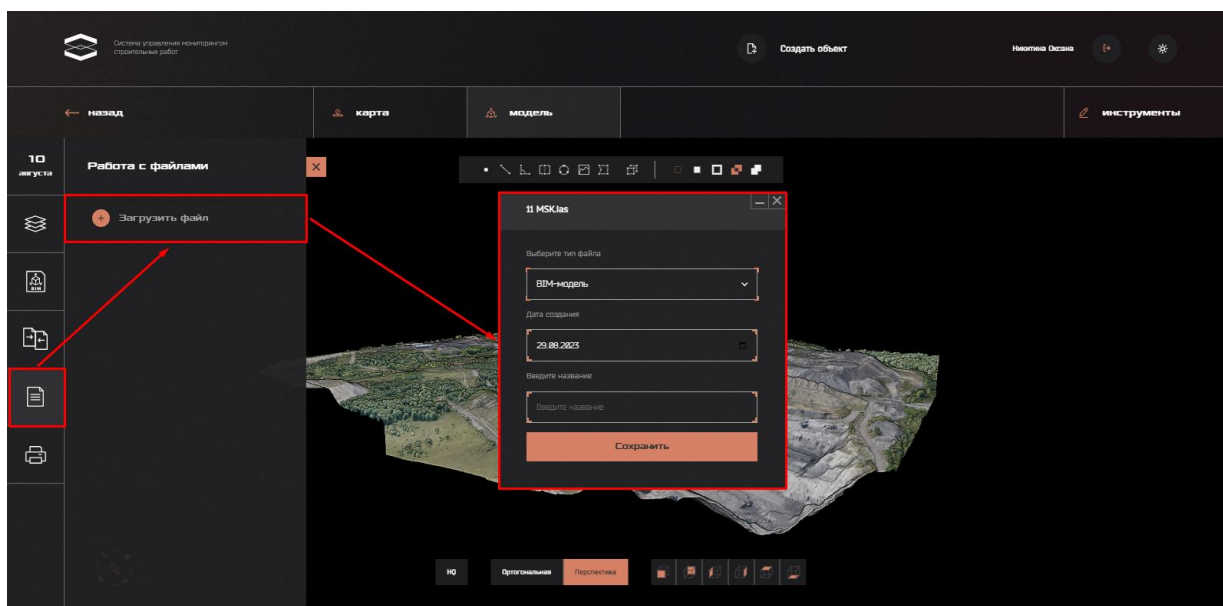 Система управления мониторингом
строительных работ
Создать объект
Никитина Оксана
назад
карта
модель
инструменты
10
августа
Работа с файлами
Загрузить файл
BIM
11 MSK.las
Выберите тип файла
BIM-модель
Дата создания
29.08.2023
Введите название
Введите название
Сохранить
HQ
Ортогональная
Перспектива